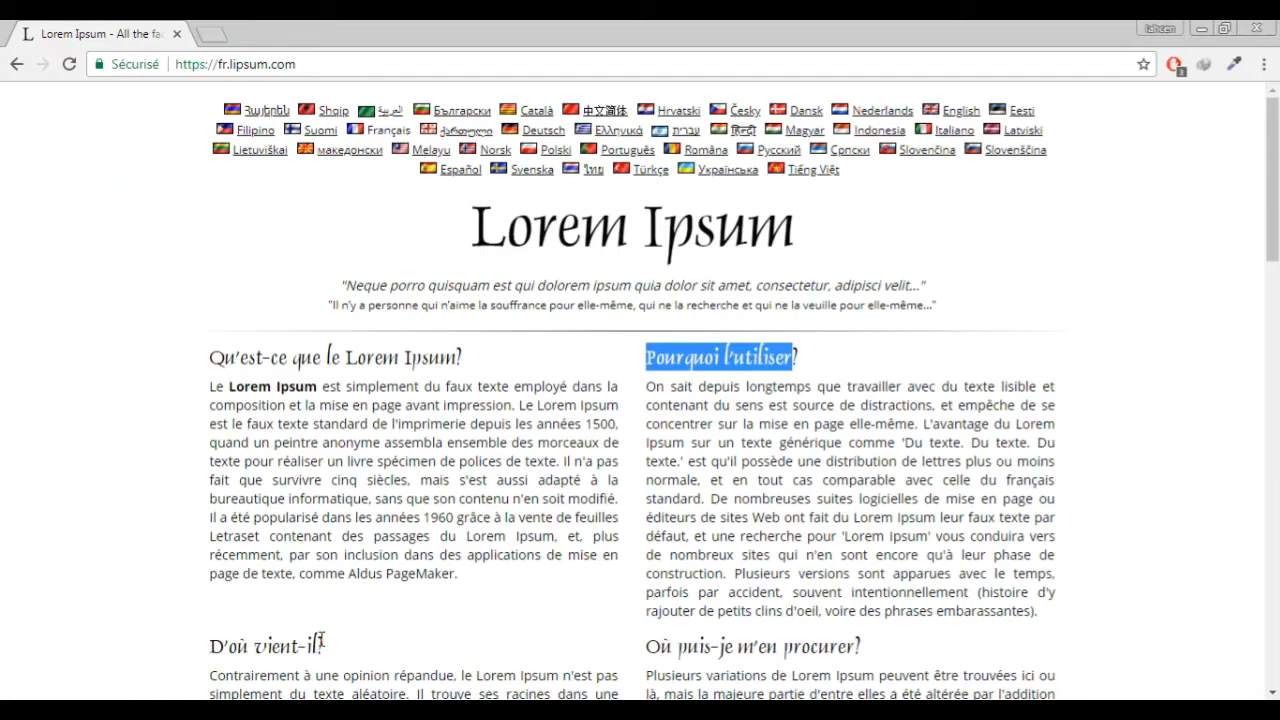 Lorem Ipsum - All the fac
lahcen
Sécurisé | https://fr.lipsum.com
3
Հայերեն Shqip العربية Български Català 中文简体 Hrvatski Česky Dansk Nederlands English Eesti
Filipino Suomi Français ქართული Deutsch Ελληνικά עברית हिन्दी Magyar Indonesia Italiano Latviski
Lietuviškai македонски Melayu Norsk Polski Português Româna Русский Српски Slovenčina Slovenščina
Español Svenska ไทย Türkçe Українська Tiếng Việt
Lorem Ipsum
"Neque porro quisquam est qui dolorem ipsum quia dolor sit amet, consectetur, adipisci velit..."
"Il n'y a personne qui n'aime la souffrance pour elle-même, qui ne la recherche et qui ne la veuille pour elle-même..."
Qu'est-ce que le Lorem Ipsum?
Le Lorem Ipsum est simplement du faux texte employé dans la
composition et la mise en page avant impression. Le Lorem Ipsum
est le faux texte standard de l'imprimerie depuis les années 1500,
quand un peintre anonyme assembla ensemble des morceaux de
texte pour réaliser un livre spécimen de polices de texte. Il n'a pas
fait que survivre cinq siècles, mais s'est aussi adapté à la
bureautique informatique, sans que son contenu n'en soit modifié.
Il a été popularisé dans les années 1960 grâce à la vente de feuilles
Letraset contenant des passages du Lorem Ipsum, et, plus
récemment, par son inclusion dans des applications de mise en
page de texte, comme Aldus PageMaker.
Pourquoi l'utiliser?
On sait depuis longtemps que travailler avec du texte lisible et
contenant du sens est source de distractions, et empêche de se
concentrer sur la mise en page elle-même. L'avantage du Lorem
Ipsum sur un texte générique comme 'Du texte. Du texte. Du
texte.' est qu'il possède une distribution de lettres plus ou moins
normale, et en tout cas comparable avec celle du français
standard. De nombreuses suites logicielles de mise en page ou
éditeurs de sites Web ont fait du Lorem Ipsum leur faux texte par
défaut, et une recherche pour 'Lorem Ipsum' vous conduira vers
de nombreux sites qui n'en sont encore qu'à leur phase de
construction. Plusieurs versions sont apparues avec le temps,
parfois par accident, souvent intentionnellement (histoire d'y
rajouter de petits clins d'oeil, voire des phrases embarassantes).
D'où vient-il?
Contrairement à une opinion répandue, le Lorem Ipsum n'est pas
simplement du texte aléatoire. Il trouve ses racines dans une
Où puis-je m'en procurer?
Plusieurs variations de Lorem Ipsum peuvent être trouvées ici ou
là, mais la majeure partie d'entre elles a été altérée par l'addition